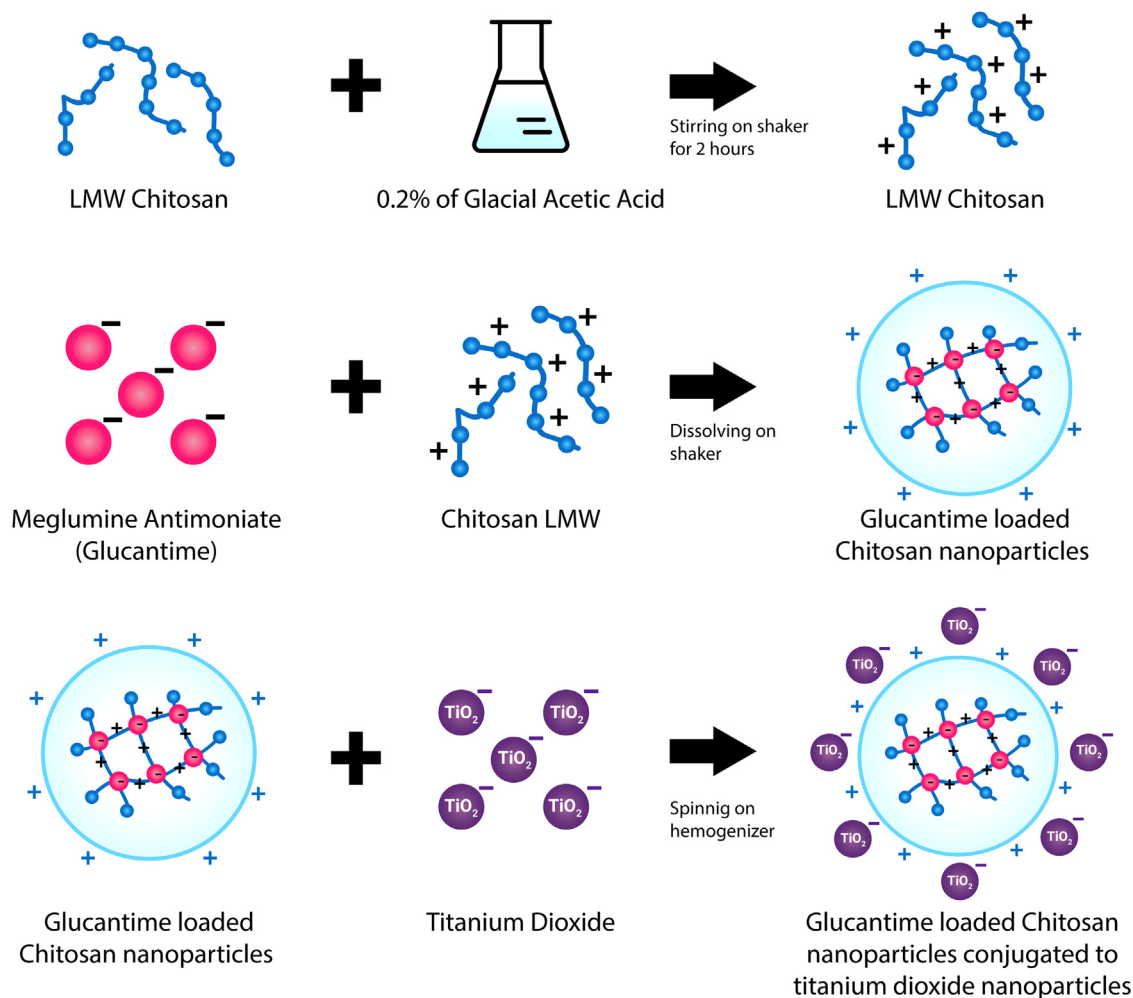 Stirring on shaker
for 2 hours
LMW Chitosan
0.2% of Glacial Acetic Acid
LMW Chitosan
Dissolving on
shaker
Meglumine Antimoniate
(Glucantime)
Chitosan LMW
Glucantime loaded
Chitosan nanoparticles
TiO2
TiO2
TiO2
TiO2
TiO2
Spinnig on
hemogenizer
TiO2
TiO2
TiO2
TiO2
TiO2
TiO2
TiO2
TiO2
Glucantime loaded
Chitosan nanoparticles
Titanium Dioxide
Glucantime loaded Chitosan
nanoparticles conjugated to
titanium dioxide nanoparticles